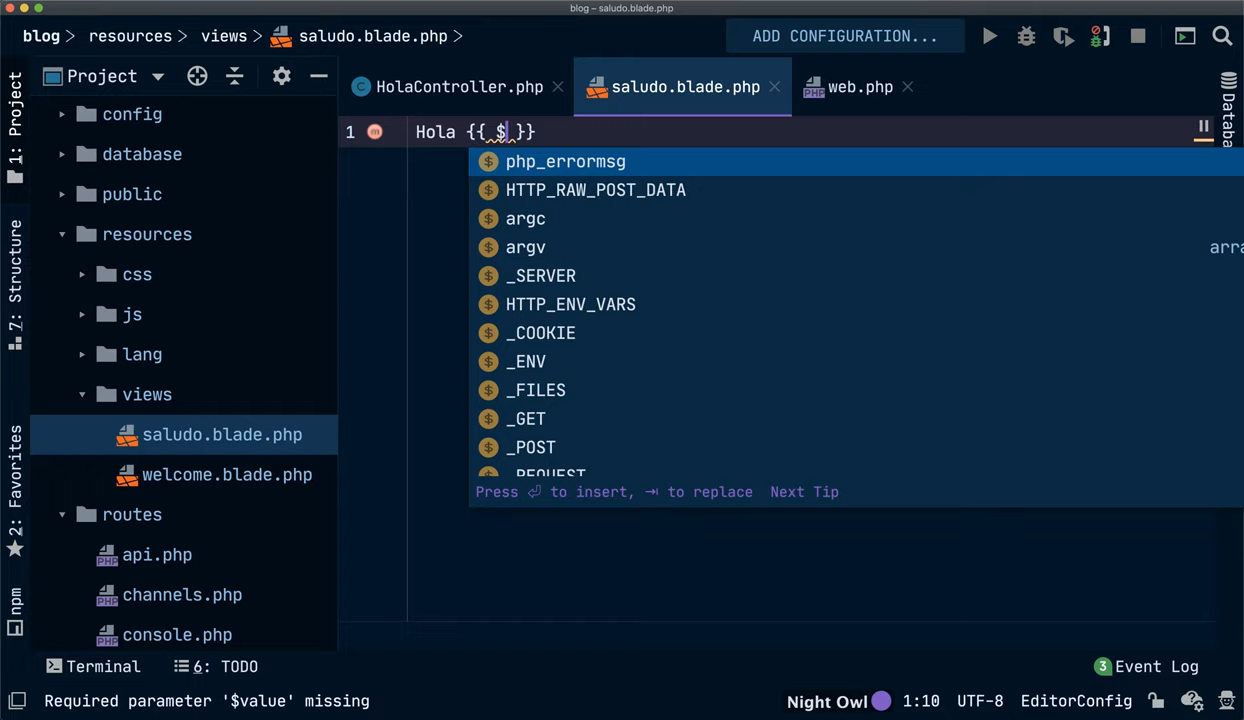 blog – saludo.blade.php
blog > resources > views > saludo.blade.php >
ADD CONFIGURATION...
1: Project
7: Structure
2: Favorites
npm
Project
config
database
public
resources
css
js
lang
views
saludo.blade.php
welcome.blade.php
routes
api.php
channels.php
console.php
HolaController.php
saludo.blade.php
web.php
1 m Hola {{ $ }}
$ php_errormsg
$ HTTP_RAW_POST_DATA
$ argc
$ argv arra
$ _SERVER
$ HTTP_ENV_VARS
$ _COOKIE
$ _ENV
$ _FILES
$ _GET
$ _POST
$ _REQUEST
Press ⏎ to insert, ⇥ to replace Next Tip
Databa
Terminal
6: TODO
3 Event Log
Required parameter '$value' missing
Night Owl 1:10 UTF-8 EditorConfig